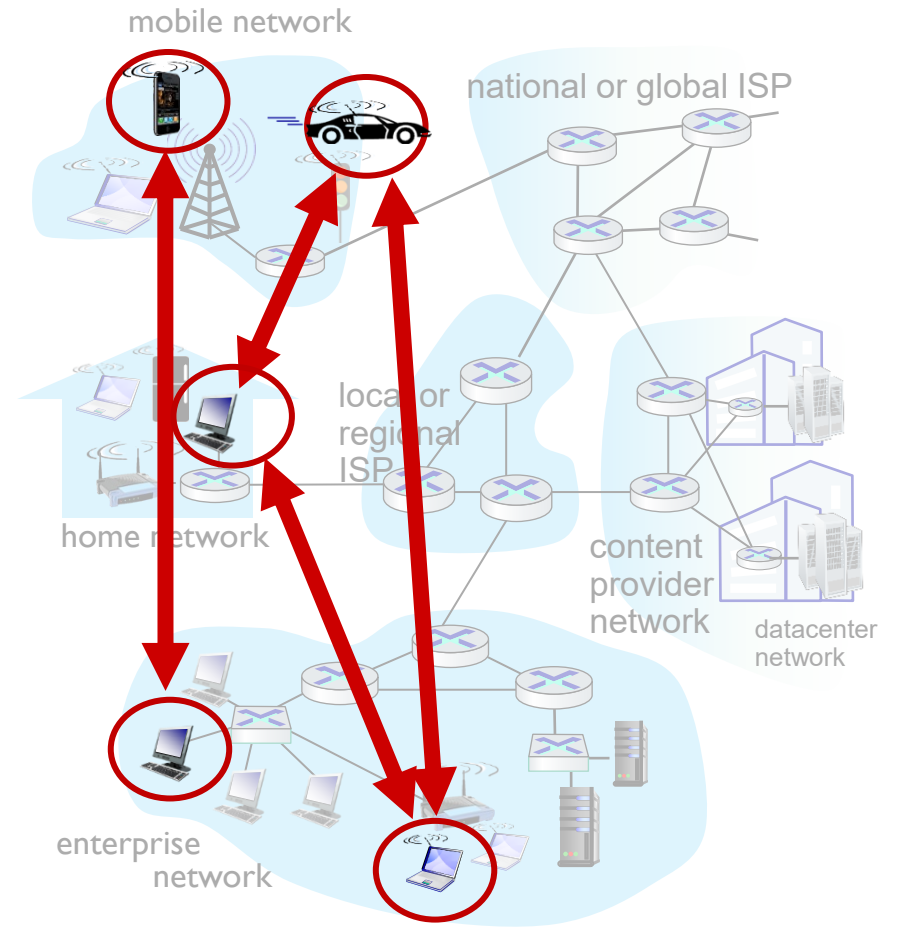 mobile network
national or global ISP
local or
regional
ISP
home network
content
provider
network
datacenter
network
enterprise
network